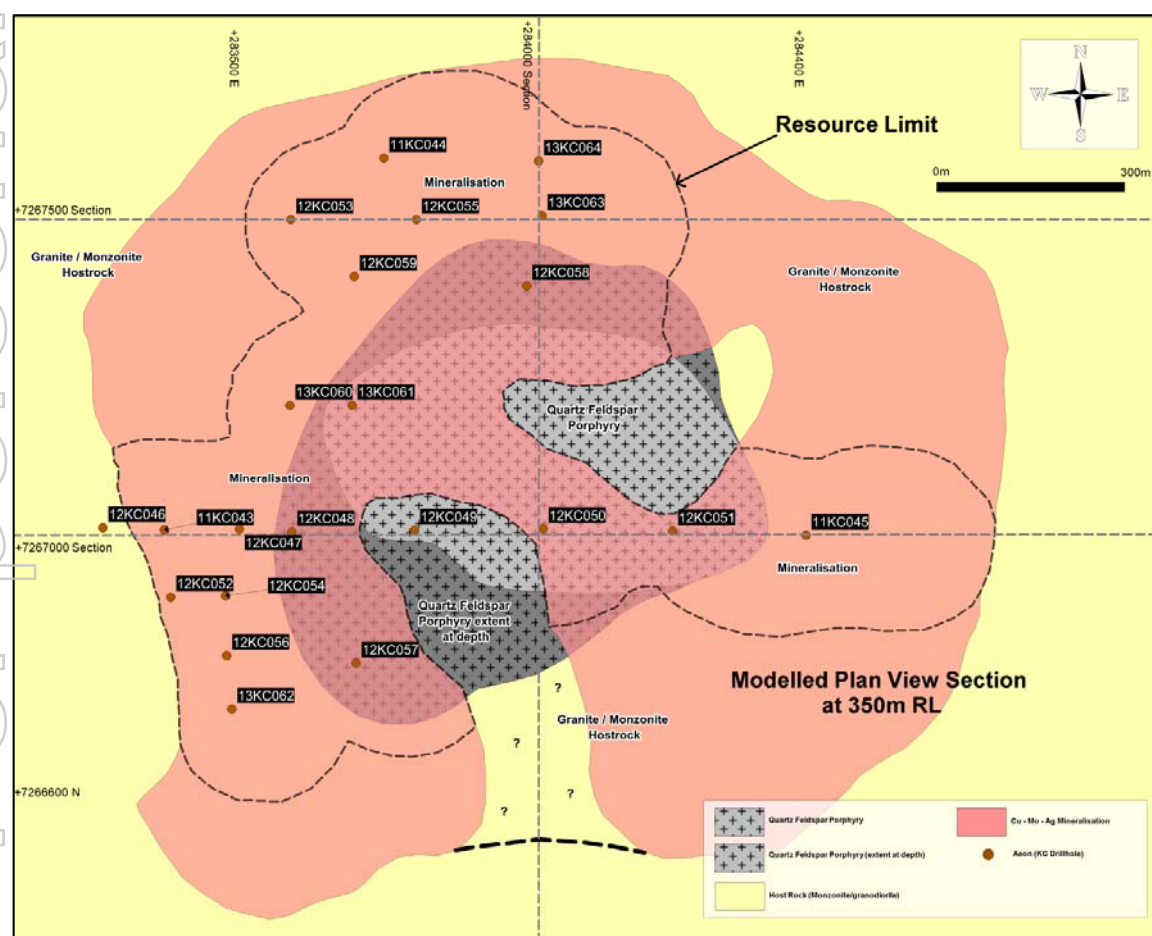 +283500 E
+284000 Section
+284400 E
N
W
E
S
Resource Limit
0m
300m
11KC044
13KC064
Mineralisation
12KC053
12KC055
13KC063
+7267500 Section
Granite / Monzonite
Hostrock
12KC059
12KC058
Granite / Monzonite
Hostrock
13KC060
13KC061
Quartz Feldspar
Porphyry
Mineralisation
12KC046
11KC043
12KC048
12KC049
12KC050
12KC051
11KC045
12KC047
+7267000 Section
Mineralisation
12KC052
12KC054
Quartz Feldspar
Porphyry extent
at depth
12KC056
12KC057
13KC062
Modelled Plan View Section
at 350m RL
?
Granite / Monzonite
Hostrock
?
+7266600 N
?
?
Quartz Feldspar Porphyry
Cu - Mo - Ag Mineralisation
Quartz Feldspar Porphyry (extent at depth)
Aeon (KC Drillhole)
Host Rock (Monzonite/granodiorite)